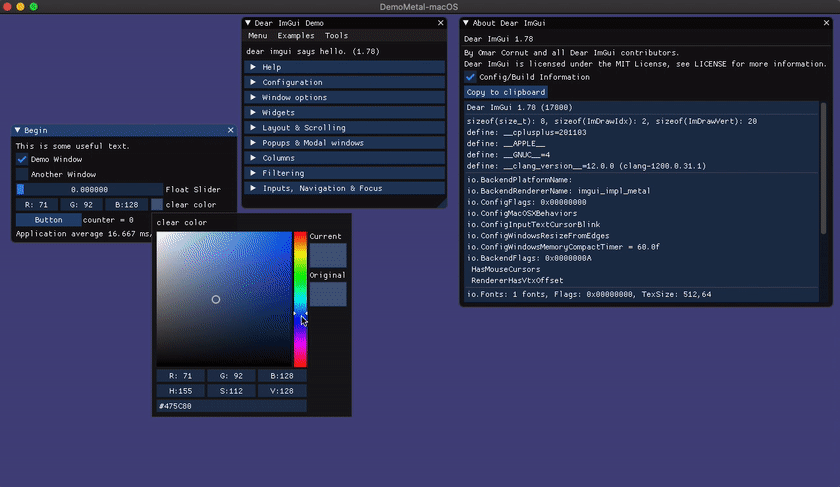 DemoMetal-macOS
Dear ImGui Demo
Menu Examples Tools
dear imgui says hello. (1.78)
Help
Configuration
Window options
Widgets
Layout & Scrolling
Popups & Modal windows
Columns
Filtering
Inputs, Navigation & Focus
About Dear ImGui
Dear ImGui 1.78
By Omar Cornut and all Dear ImGui contributors.
Dear ImGui is licensed under the MIT License, see LICENSE for more information.
Config/Build Information
Copy to clipboard
Dear ImGui 1.78 (17800)
sizeof(size_t): 8, sizeof(ImDrawIdx): 2, sizeof(ImDrawVert): 20
define: __cplusplus=201103
define: __APPLE__
define: __GNUC__=4
define: __clang_version__=12.0.0 (clang-1200.0.31.1)
io.BackendPlatformName:
io.BackendRendererName: imgui_impl_metal
io.ConfigFlags: 0x00000000
io.ConfigMacOSXBehaviors
io.ConfigInputTextCursorBlink
io.ConfigWindowsResizeFromEdges
io.ConfigWindowsMemoryCompactTimer = 60.0f
io.BackendFlags: 0x0000000A
HasMouseCursors
RendererHasVtxOffset
io.Fonts: 1 fonts, Flags: 0x00000000, TexSize: 512,64
Begin
This is some useful text.
Demo Window
Another Window
0.000000 Float Slider
R: 71 G: 92 B:128 clear color
Button counter = 0
Application average 16.667 ms,
clear color
Current
Original
R: 71 G: 92 B:128
H:155 S:112 V:128
#475C80